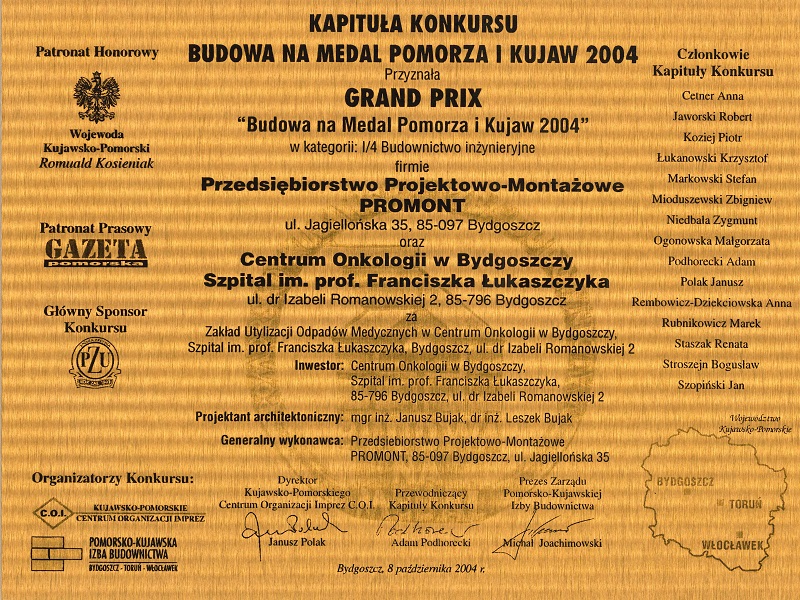 KAPITUŁA KONKURSU
BUDOWA NA MEDAL POMORZA I KUJAW 2004
Przyznała
GRAND PRIX
“Budowa na Medal Pomorza i Kujaw 2004”
w kategorii: I/4 Budownictwo inżynieryjne
firmie
Przedsiębiorstwo Projektowo-Montażowe
PROMONT
ul. Jagiellońska 35, 85-097 Bydgoszcz
oraz
Centrum Onkologii w Bydgoszczy
Szpital im. prof. Franciszka Łukaszczyka
ul. dr Izabeli Romanowskiej 2, 85-796 Bydgoszcz
za
Zakład Utylizacji Odpadów Medycznych w Centrum Onkologii w Bydgoszczy,
Szpital im. prof. Franciszka Łukaszczyka, Bydgoszcz, ul. dr Izabeli Romanowskiej 2
Inwestor: Centrum Onkologii w Bydgoszczy,
Szpital im. prof. Franciszka Łukaszczyka,
85-796 Bydgoszcz, ul. dr Izabeli Romanowskiej 2
Projektant architektoniczny: mgr inż. Janusz Bujak, dr inż. Leszek Bujak
Generalny wykonawca: Przedsiebiorstwo Projektowo-Montażowe
PROMONT, 85-097 Bydgoszcz, ul. Jagiellońska 35
Patronat Honorowy
Wojewoda
Kujawsko-Pomorski
Romuald Kosieniak
Patronat Prasowy
GAZETA
pomorska
Główny Sponsor
Konkursu
PZU
Członkowie
Kapituły Konkursu
Cetner Anna
Jaworski Robert
Koziej Piotr
Łukanowski Krzysztof
Markowski Stefan
Mioduszewski Zbigniew
Niedbała Zygmunt
Ogonowska Małgorzata
Podhorecki Adam
Polak Janusz
Rembowicz-Dziekciowska Anna
Rubnikowicz Marek
Staszak Renata
Stroszejn Bogusław
Szopiński Jan
Województwo
Kujawsko-Pomorskie
BYDGOSZCZ
TORUŃ
WŁOCŁAWEK
Organizatorzy Konkursu:
C.O.I.
KUJAWSKO-POMORSKIE
CENTRUM ORGANIZACJI IMPREZ
POMORSKO-KUJAWSKA
IZBA BUDOWNICTWA
BYDGOSZCZ - TORUŃ - WŁOCŁAWEK
Dyrektor
Kujawsko-Pomorskiego
Centrum Organizacji Imprez C.O.I.
Janusz Polak
Przewodniczący
Kapituły Konkursu
Adam Podhorecki
Prezes Zarządu
Pomorsko-Kujawskiej
Izby Budownictwa
Michał Joachimowski
Bydgoszcz, 8 października 2004 r.